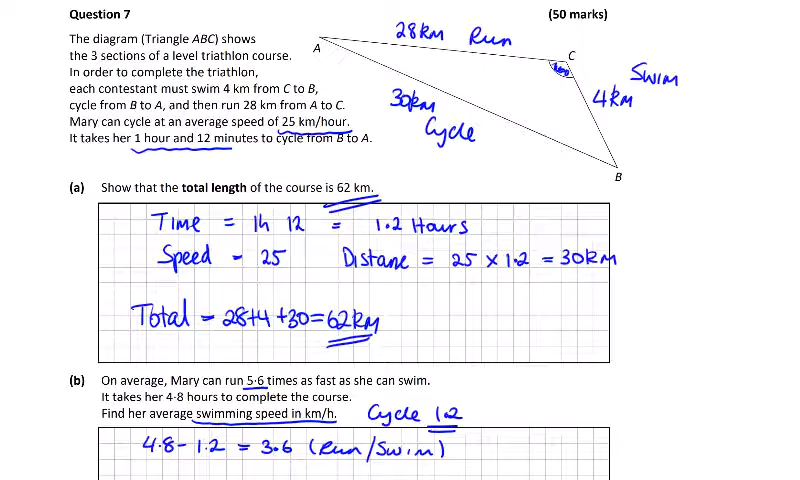 Question 7
(50 marks)
The diagram (Triangle ABC) shows
the 3 sections of a level triathlon course.
In order to complete the triathlon,
each contestant must swim 4 km from C to B,
cycle from B to A, and then run 28 km from A to C.
Mary can cycle at an average speed of 25 km/hour.
It takes her 1 hour and 12 minutes to cycle from B to A.
28km Run
A
C
Swim
4km
30km
Cycle
B
(a) Show that the total length of the course is 62 km.
Time = 1h 12 = 1.2 Hours
Speed = 25 Distane = 25 × 1.2 = 30km
Total = 28+4+30=62km
(b) On average, Mary can run 5·6 times as fast as she can swim.
It takes her 4·8 hours to complete the course.
Find her average swimming speed in km/h.
Cycle 1.2
4.8 - 1.2 = 3.6 (Run/Swim)